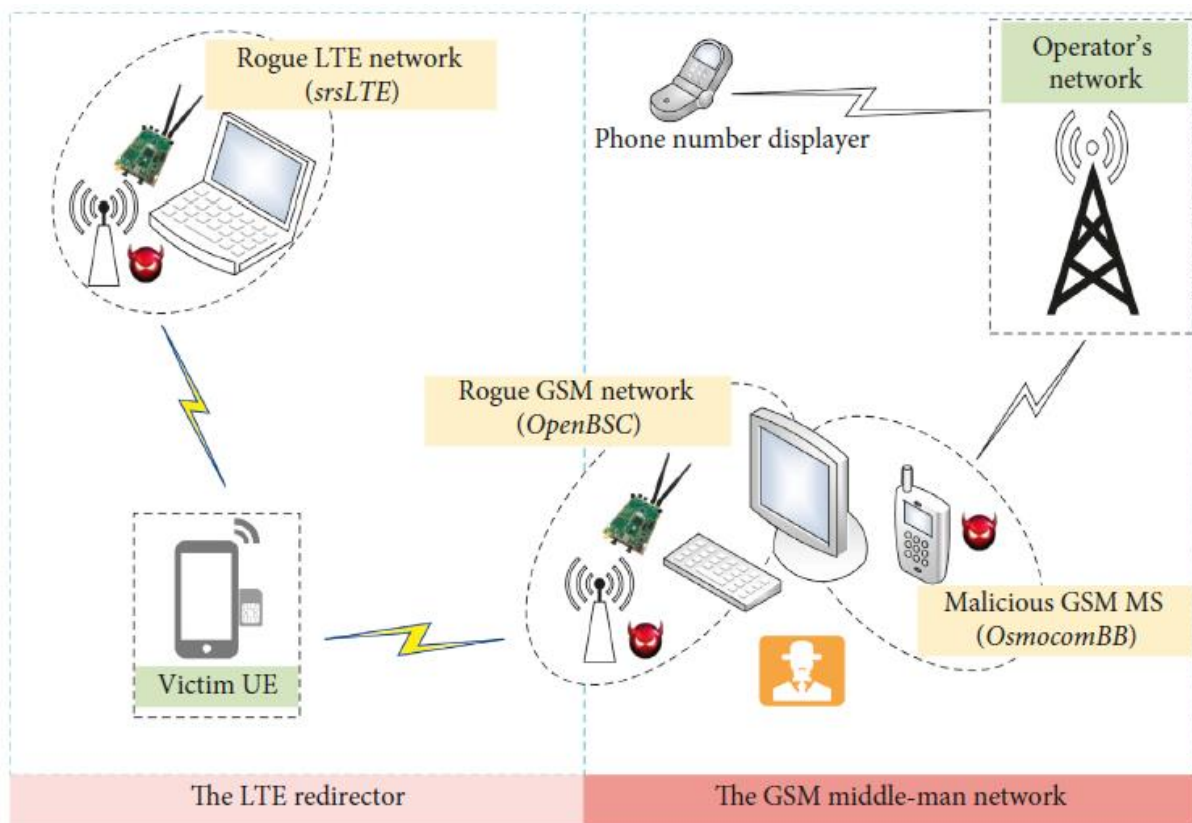 Rogue LTE network
(srsLTE)
Operator's
network
Phone number displayer
Rogue GSM network
(OpenBSC)
Malicious GSM MS
(OsmocomBB)
Victim UE
The LTE redirector
The GSM middle-man network